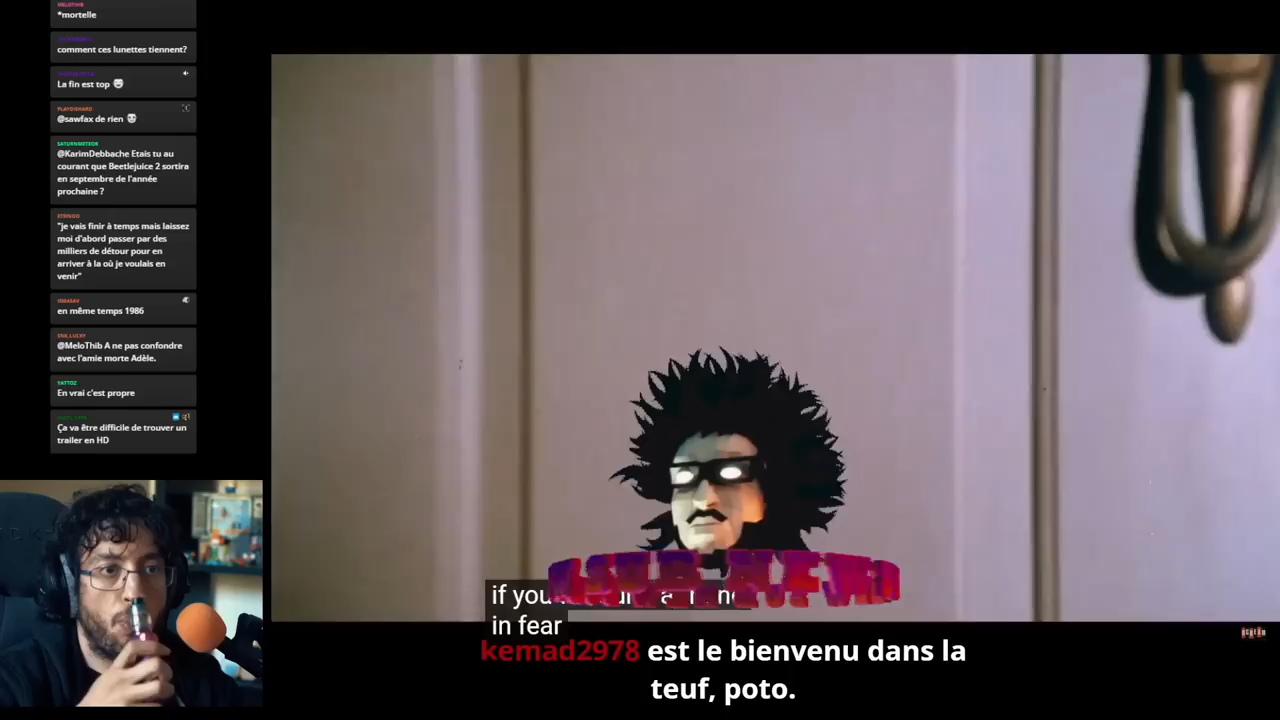 MELOTHIB
*mortelle
comment ces lunettes tiennent?
La fin est top
@sawfax de rien
SATURNMETEOR
@KarimDebbache Etais tu au
courant que Beetlejuice 2 sortira
en septembre de l'année
prochaine ?
"je vais finir à temps mais laissez
moi d'abord passer par des
milliers de détour pour en
arriver à la où je voulais en
venir"
en même temps 1986
@MeloThib A ne pas confondre
avec l'amie morte Adèle.
YATTOZ
En vrai c'est propre
Ça va être difficile de trouver un
trailer en HD
if you
in fear
kemad2978 est le bienvenu dans la
teuf, poto.